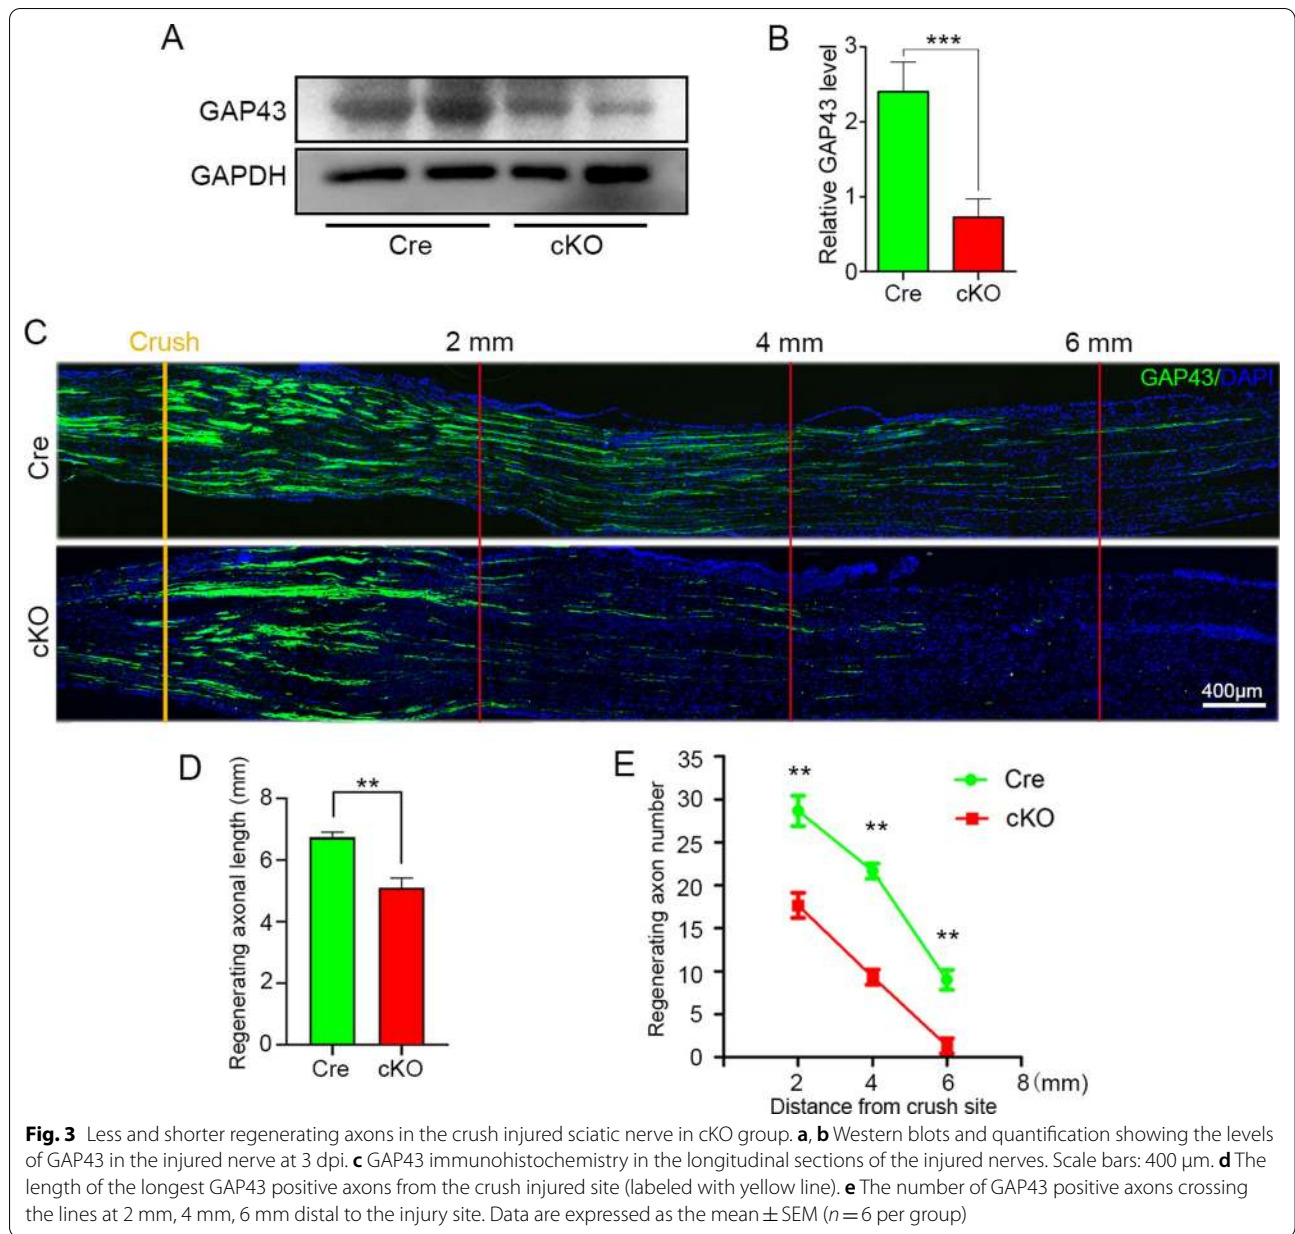 A
GAP43
GAPDH
Cre
cKO
B
Relative GAP43 level
3
2
1
0
***
Cre
cKO
C
Crush
2 mm
4 mm
6 mm
GAP43/DAPI
Cre
cKO
400μm
D
Regenerating axonal length (mm)
8
6
4
2
0
**
Cre
cKO
E
Regenerating axon number
35
30
25
20
15
10
5
0
**
**
**
Cre
cKO
2
4
6
8 (mm)
Distance from crush site
Fig. 3 Less and shorter regenerating axons in the crush injured sciatic nerve in cKO group. a, b Western blots and quantification showing the levels
of GAP43 in the injured nerve at 3 dpi. c GAP43 immunohistochemistry in the longitudinal sections of the injured nerves. Scale bars: 400 μm. d The
length of the longest GAP43 positive axons from the crush injured site (labeled with yellow line). e The number of GAP43 positive axons crossing
the lines at 2 mm, 4 mm, 6 mm distal to the injury site. Data are expressed as the mean ± SEM (n = 6 per group)